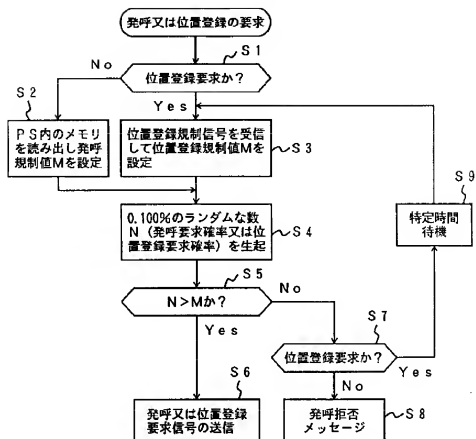 発呼又は位置登録の要求
S1
No
位置登録要求か?
S2
Yes
PS内のメモリ
を読み出し発呼
規制値Mを設定
位置登録規制信号を受信
して位置登録規制値Mを
設定
S3
S9
特定時間
待機
0.100%のランダムな数
N(発呼要求確率又は位
置登録要求確率)を生起
S4
S5
N>Mか?
No
Yes
S7
位置登録要求か?
Yes
No
S6
発呼又は位置登録
要求信号の送信
発呼拒否
メッセージ
S8